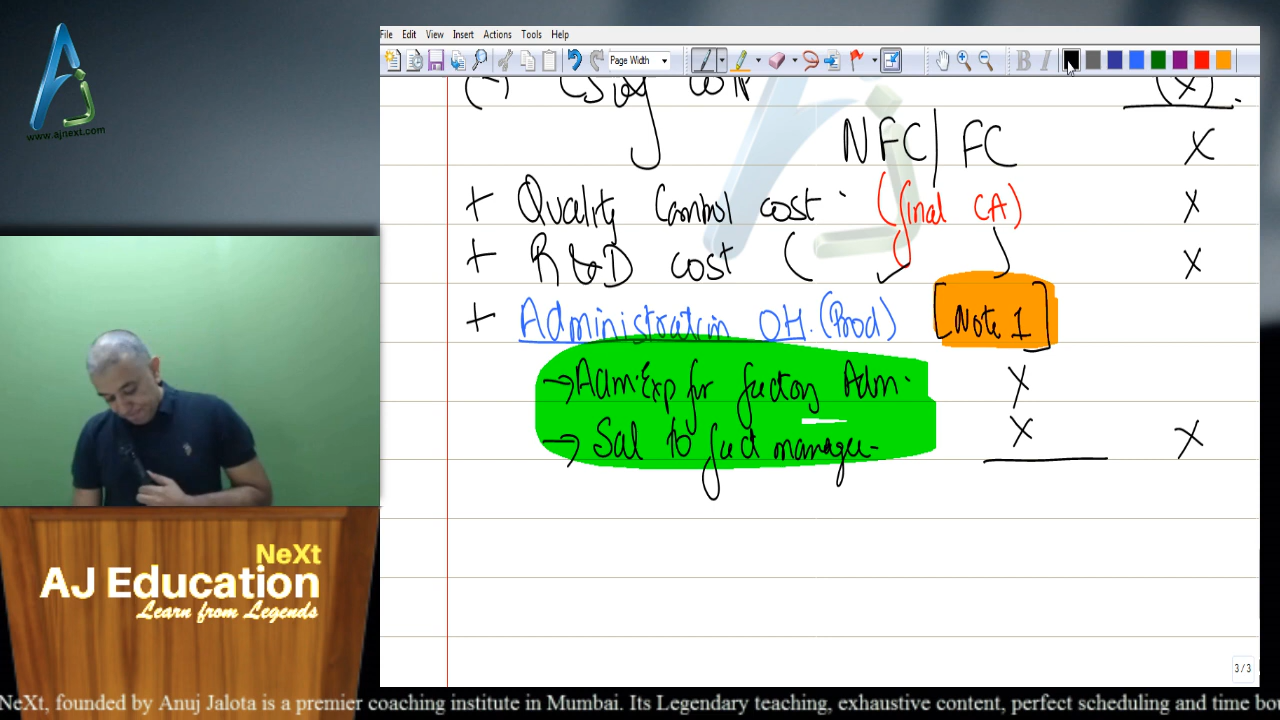 www.ajnext.com
File Edit View Insert Actions Tools Help
Page Width
B I
(x).
NFC | FC X
+ Quality Control cost (final CA) X
+ R&D cost ( ) X
+ Administration OH. (Prod) [Note 1]
→ Adm. Exp for factory Adm. X
→ Sal to fact manager X X
NeXt
AJ Education
Learn from Legends
3/3
NeXt, founded by Anuj Jalota is a premier coaching institute in Mumbai. Its Legendary teaching, exhaustive content, perfect scheduling and time bou